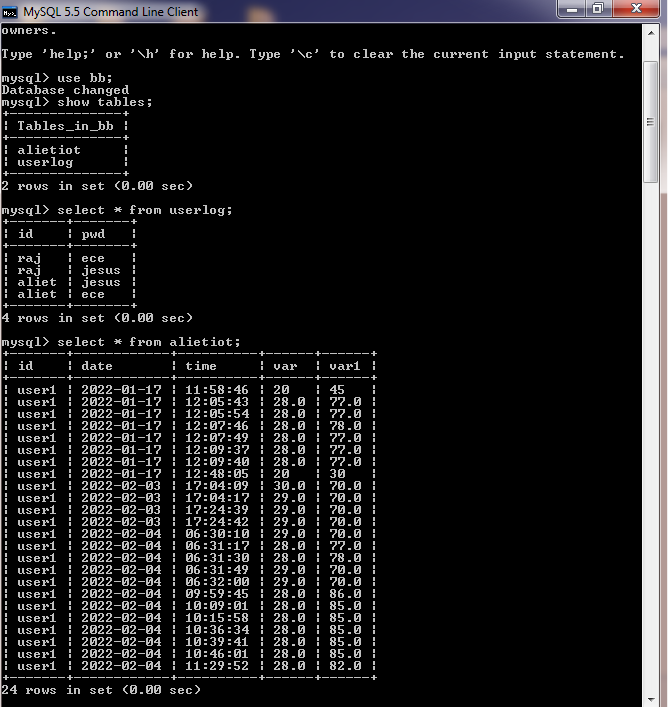 MySQL 5.5 Command Line Client
owners.
Type 'help;' or '\h' for help. Type '\c' to clear the current input statement.
mysql> use bb;
Database changed
mysql> show tables;
+---------------+
| Tables_in_bb |
+---------------+
| alietiot |
| userlog |
+---------------+
2 rows in set (0.00 sec)
mysql> select * from userlog;
+-------+-------+
| id | pwd |
+-------+-------+
| raj | ece |
| raj | jesus |
| aliet | jesus |
| aliet | ece |
+-------+-------+
4 rows in set (0.00 sec)
mysql> select * from alietiot;
+-------+------------+----------+------+------+
| id | date | time | var | var1 |
+-------+------------+----------+------+------+
| user1 | 2022-01-17 | 11:58:46 | 20 | 45 |
| user1 | 2022-01-17 | 12:05:43 | 28.0 | 77.0 |
| user1 | 2022-01-17 | 12:05:54 | 28.0 | 77.0 |
| user1 | 2022-01-17 | 12:07:46 | 28.0 | 78.0 |
| user1 | 2022-01-17 | 12:07:49 | 28.0 | 77.0 |
| user1 | 2022-01-17 | 12:09:37 | 28.0 | 77.0 |
| user1 | 2022-01-17 | 12:09:40 | 28.0 | 77.0 |
| user1 | 2022-01-17 | 12:48:05 | 20 | 30 |
| user1 | 2022-02-03 | 17:04:09 | 30.0 | 70.0 |
| user1 | 2022-02-03 | 17:04:17 | 29.0 | 70.0 |
| user1 | 2022-02-03 | 17:24:39 | 29.0 | 70.0 |
| user1 | 2022-02-03 | 17:24:42 | 29.0 | 70.0 |
| user1 | 2022-02-04 | 06:30:10 | 29.0 | 70.0 |
| user1 | 2022-02-04 | 06:31:17 | 28.0 | 77.0 |
| user1 | 2022-02-04 | 06:31:30 | 28.0 | 78.0 |
| user1 | 2022-02-04 | 06:31:49 | 29.0 | 70.0 |
| user1 | 2022-02-04 | 06:32:00 | 29.0 | 70.0 |
| user1 | 2022-02-04 | 09:59:45 | 28.0 | 86.0 |
| user1 | 2022-02-04 | 10:09:01 | 28.0 | 85.0 |
| user1 | 2022-02-04 | 10:15:58 | 28.0 | 85.0 |
| user1 | 2022-02-04 | 10:36:34 | 28.0 | 85.0 |
| user1 | 2022-02-04 | 10:39:41 | 28.0 | 85.0 |
| user1 | 2022-02-04 | 10:46:01 | 28.0 | 85.0 |
| user1 | 2022-02-04 | 11:29:52 | 28.0 | 82.0 |
+-------+------------+----------+------+------+
24 rows in set (0.00 sec)